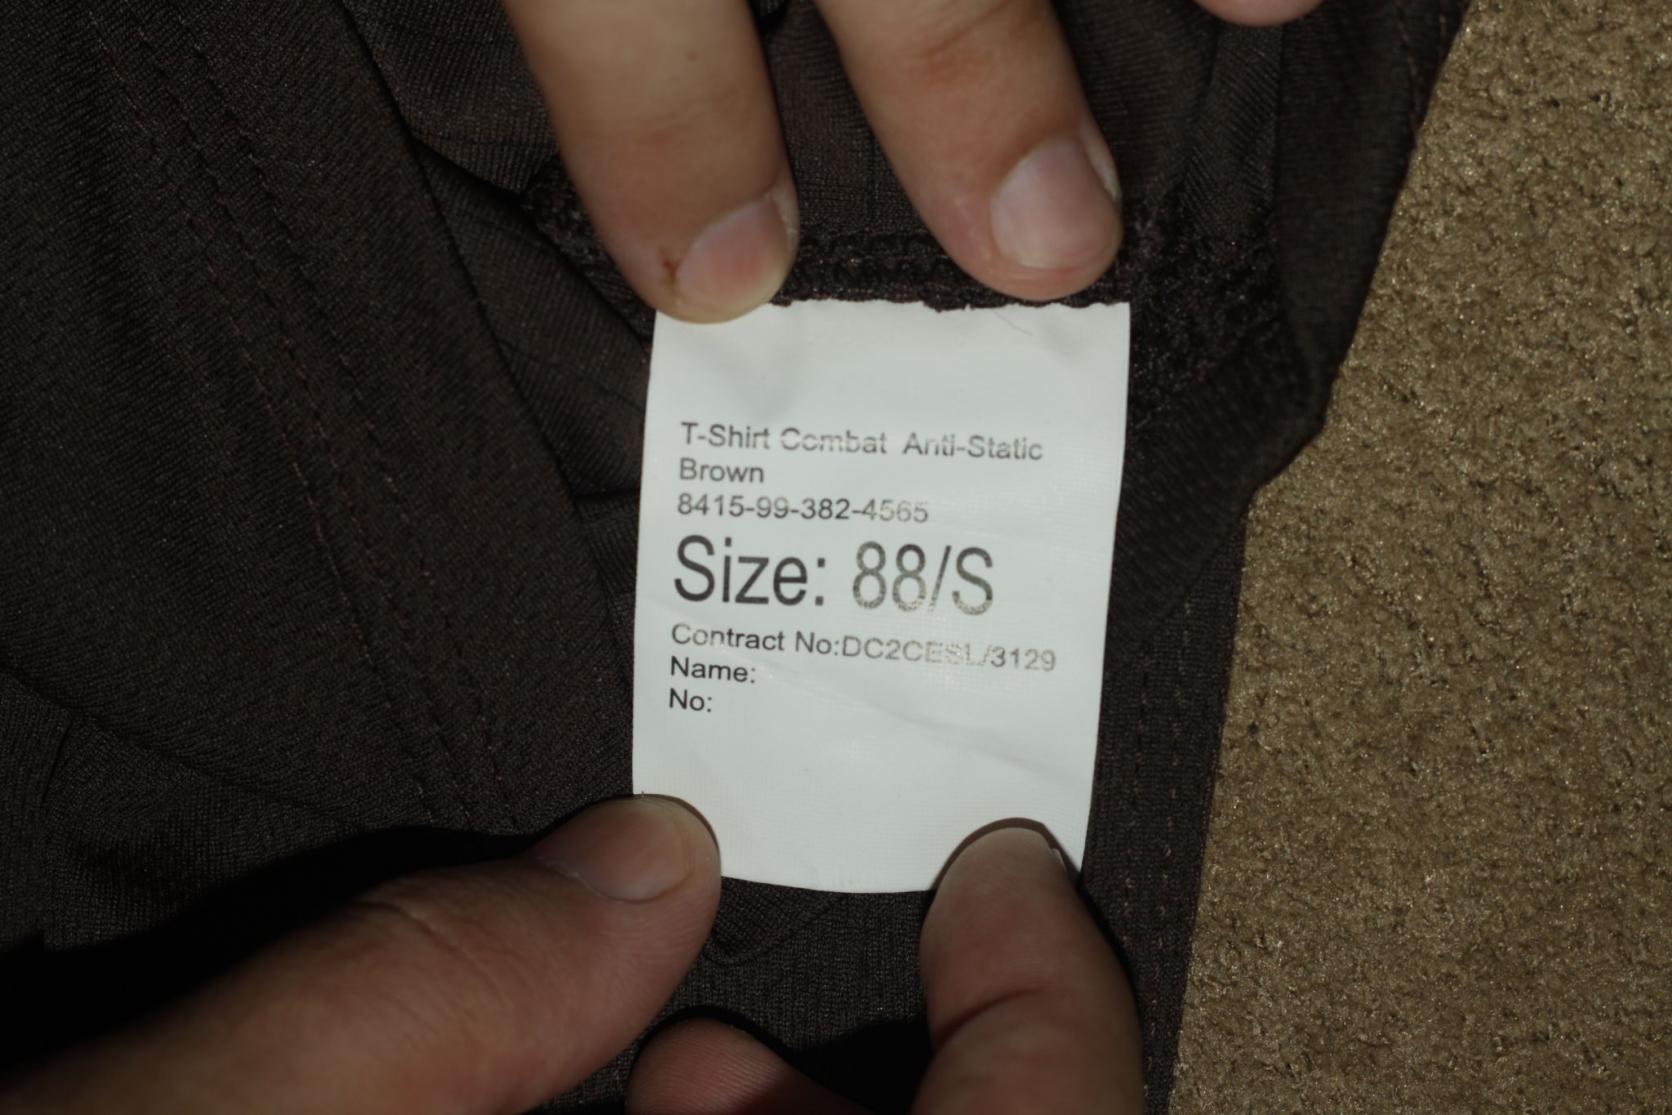 T-Shirt Combat Anti-Static
Brown
8415-99-382-4565
Size: 88/S
Contract No:DC2CESL/3129
Name:
No: